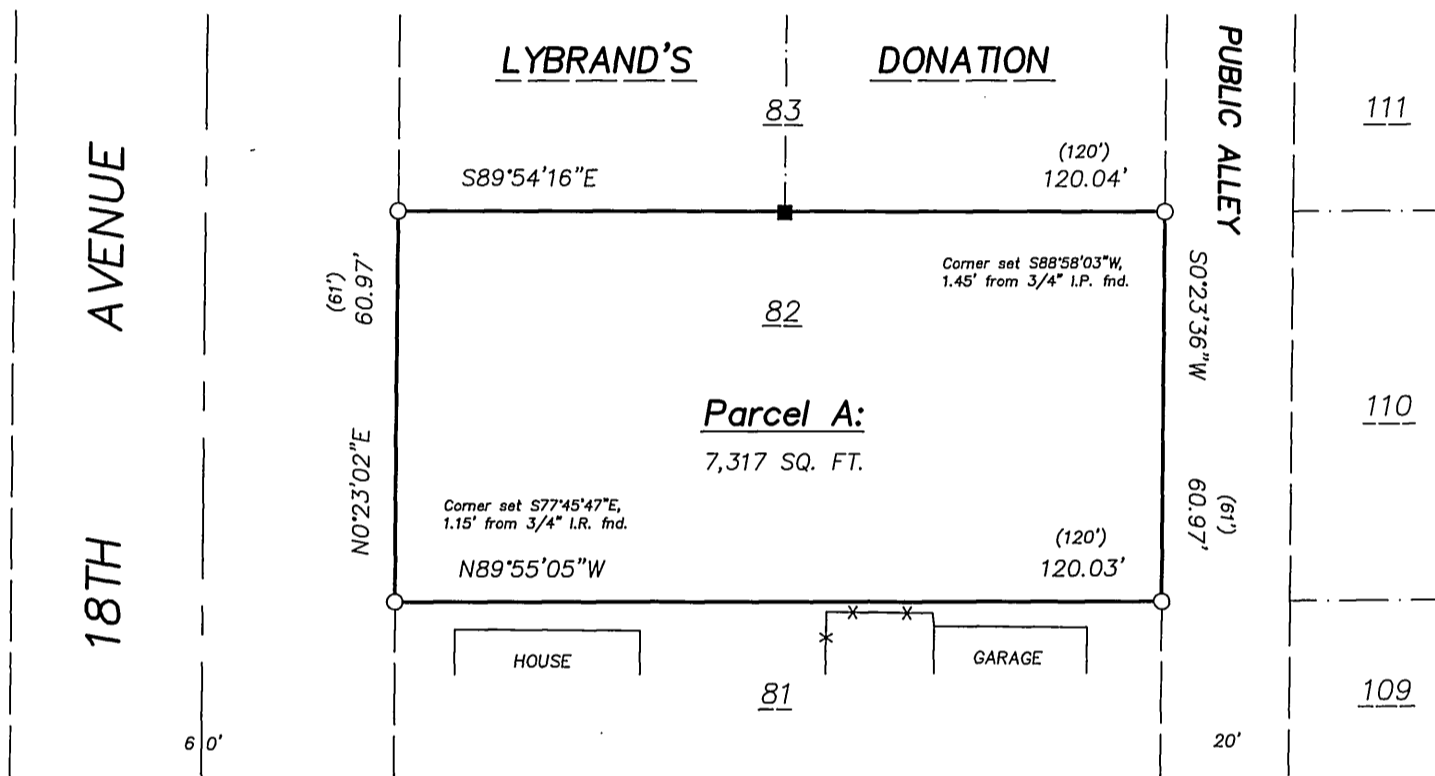 LYBRAND'S DONATION
PUBLIC ALLEY
18TH AVENUE
83
111
S89°54'16"E
(120')
120.04'
(61')
60.97'
Corner set S88°58'03"W,
1.45' from 3/4" I.P. fnd.
S0°23'36"W
82
Parcel A:
7,317 SQ. FT.
110
N0°23'02"E
Corner set S77°45'47"E,
1.15' from 3/4" I.R. fnd.
N89°55'05"W
(120')
120.03'
(61')
60.97'
HOUSE
GARAGE
81
109
60'
20'